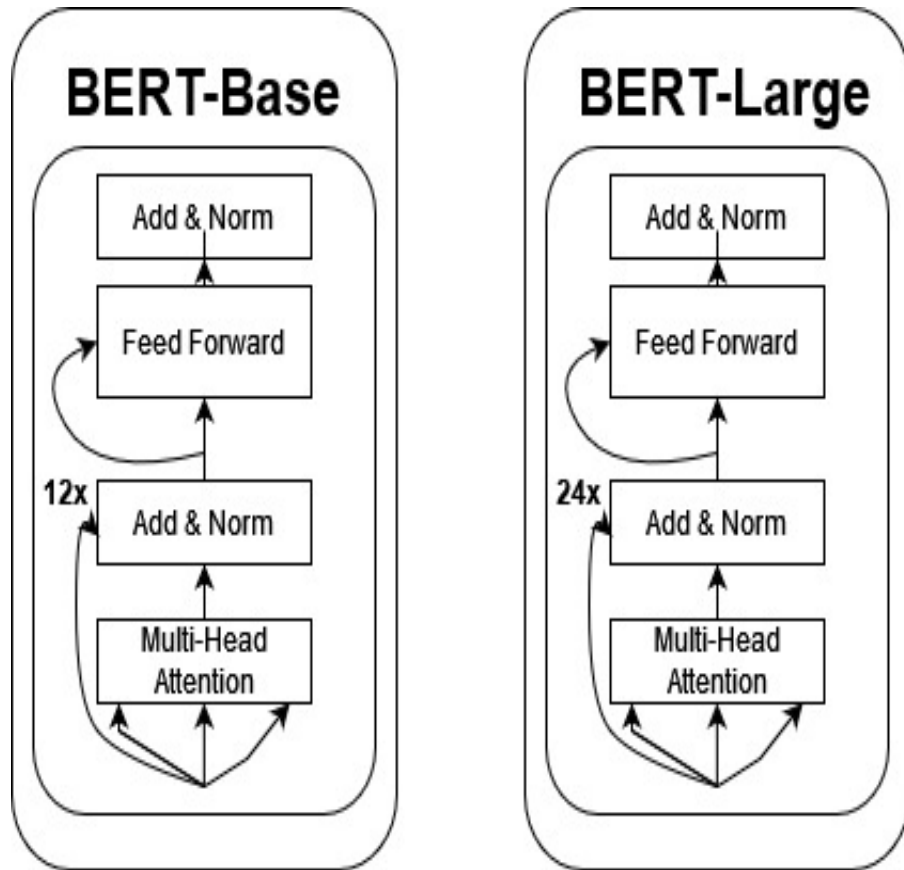 BERT-Base
Add & Norm
Feed Forward
12x
Add & Norm
Multi-Head
Attention
BERT-Large
Add & Norm
Feed Forward
24x
Add & Norm
Multi-Head
Attention